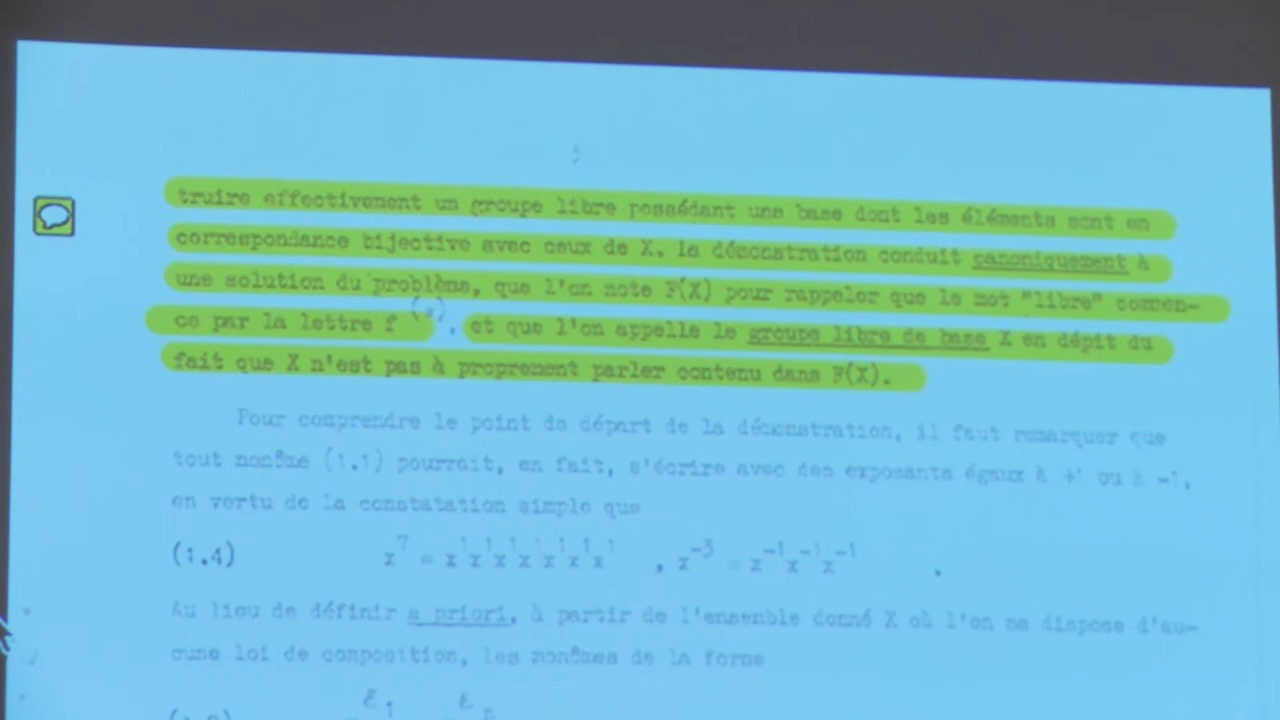 truire effectivement un groupe libre possédant une base dont les éléments sont en
correspondance bijective avec ceux de X, la démonstration conduit canoniquement à
une solution du problème, que l'on note F(X) pour rappeler que le mot "libre" commen-
ce par la lettre f , et que l'on appelle le groupe libre de base X en dépit du
fait que X n'est pas à proprement parler contenu dans F(X).
Pour comprendre le point de départ de la démonstration, il faut remarquer que
tout monôme (1.1) pourrait, en fait, s'écrire avec des exposants égaux à +1 ou à -1,
en vertu de la constatation simple que
(1.4) x⁷ = x¹x¹x¹x¹x¹x¹x¹ , x⁻³ = x⁻¹x⁻¹x⁻¹ .
Au lieu de définir a priori, à partir de l'ensemble donné X où l'on ne dispose d'au-
cune loi de composition, les monômes de la forme